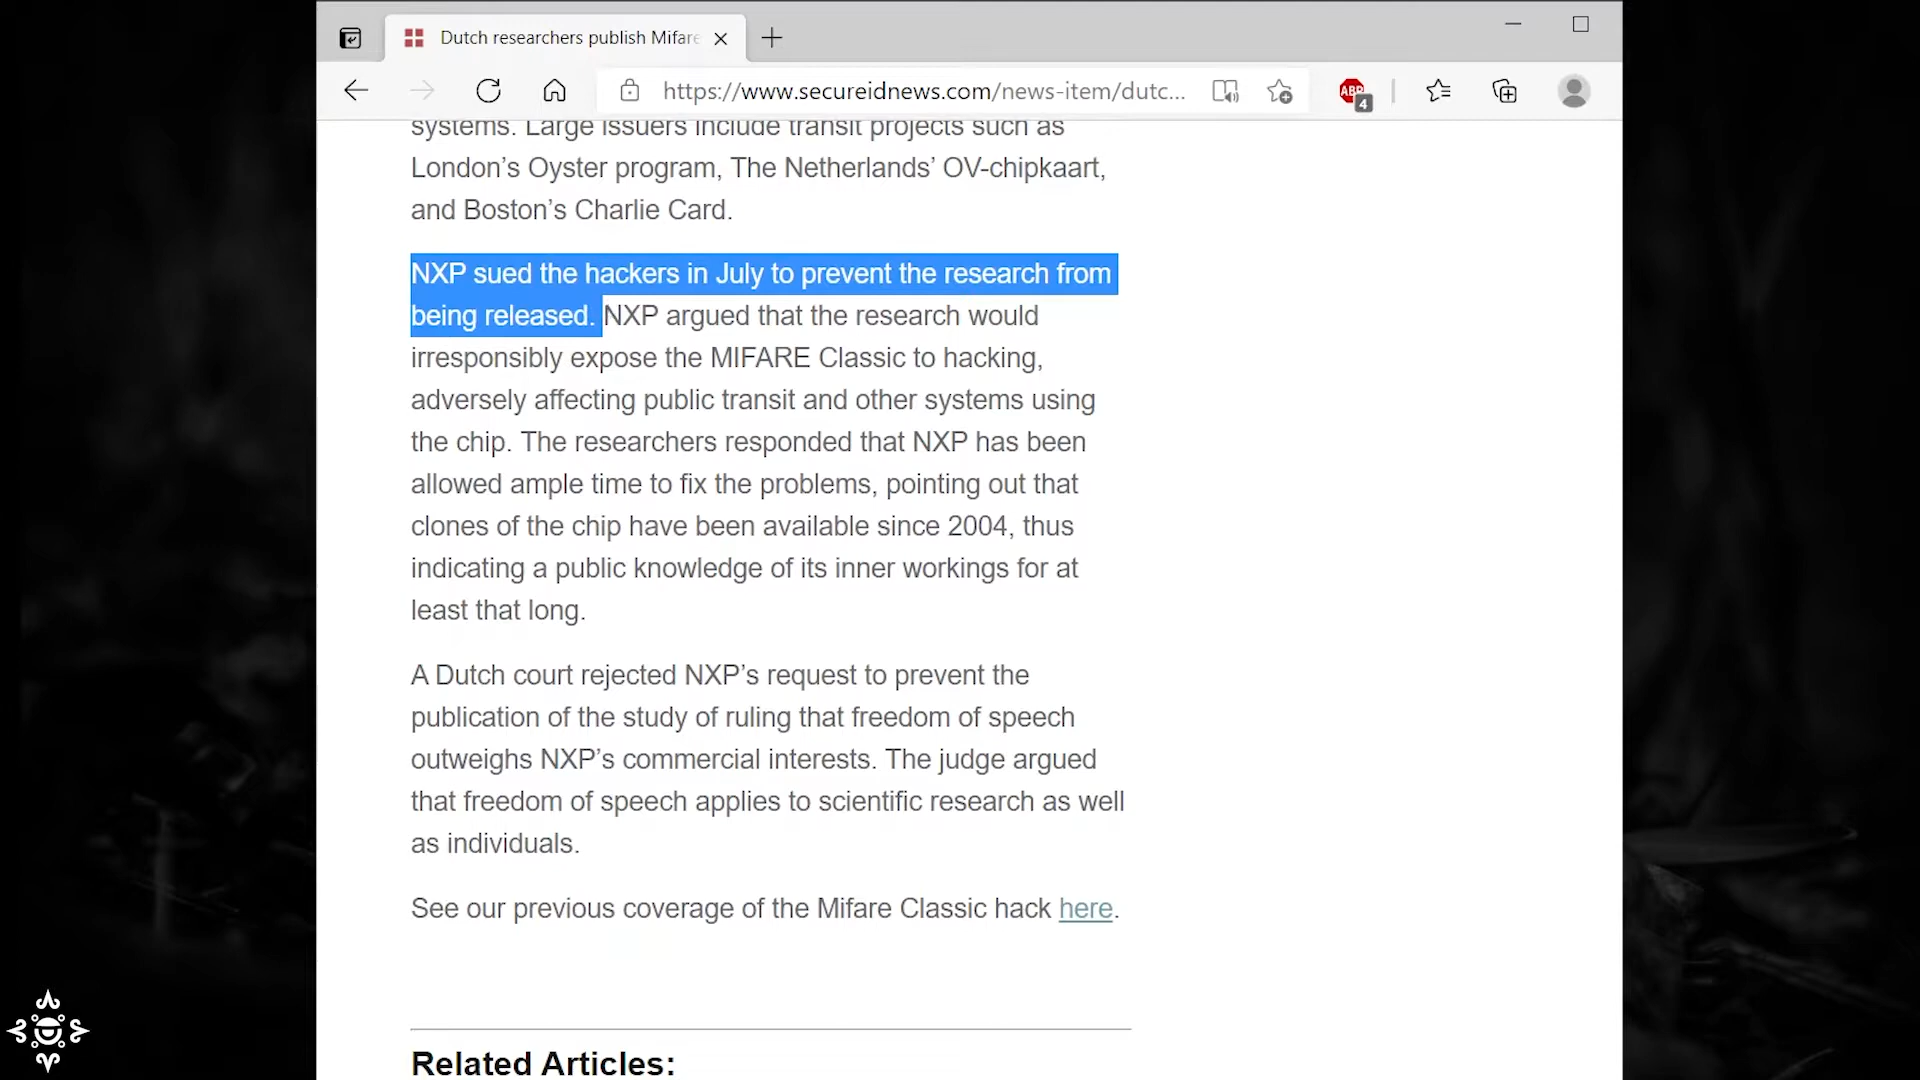 Dutch researchers publish Mifare
https://www.secureidnews.com/news-item/dutc...
ABP
4
systems. Large issuers include transit projects such as
London’s Oyster program, The Netherlands’ OV-chipkaart,
and Boston’s Charlie Card.
NXP sued the hackers in July to prevent the research from
being released. NXP argued that the research would
irresponsibly expose the MIFARE Classic to hacking,
adversely affecting public transit and other systems using
the chip. The researchers responded that NXP has been
allowed ample time to fix the problems, pointing out that
clones of the chip have been available since 2004, thus
indicating a public knowledge of its inner workings for at
least that long.
A Dutch court rejected NXP’s request to prevent the
publication of the study of ruling that freedom of speech
outweighs NXP’s commercial interests. The judge argued
that freedom of speech applies to scientific research as well
as individuals.
See our previous coverage of the Mifare Classic hack here.
Related Articles: